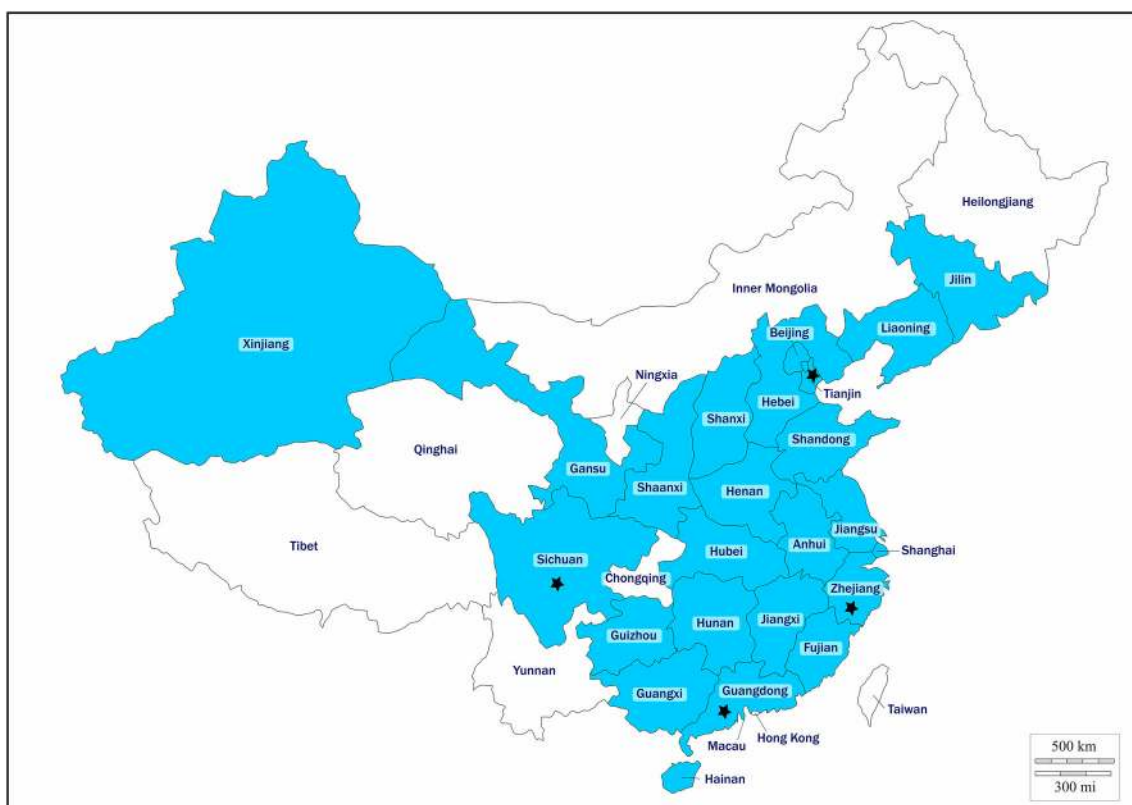 Heilongjiang
Jilin
Inner Mongolia
Liaoning
Beijing
Xinjiang
Ningxia
Tianjin
Hebei
Shanxi
Shandong
Qinghai
Gansu
Shaanxi
Henan
Jiangsu
Tibet
Anhui
Shanghai
Hubei
Sichuan
Chongqing
Zhejiang
Hunan
Jiangxi
Guizhou
Fujian
Yunnan
Guangxi
Guangdong
Taiwan
Macau
Hong Kong
Hainan
500 km
300 mi